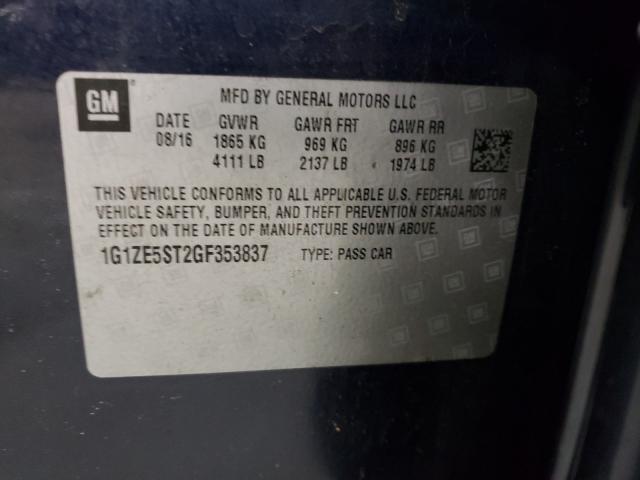 GM
MFD BY GENERAL MOTORS LLC
DATE GVWR GAWR FRT GAWR RR
08/16 1865 KG 969 KG 896 KG
4111 LB 2137 LB 1974 LB
THIS VEHICLE CONFORMS TO ALL APPLICABLE U.S. FEDERAL MOTOR
VEHICLE SAFETY, BUMPER, AND THEFT PREVENTION STANDARDS IN
EFFECT ON THE DATE OF MANUFACTURE SHOWN ABOVE.
1G1ZE5ST2GF353837 TYPE: PASS CAR